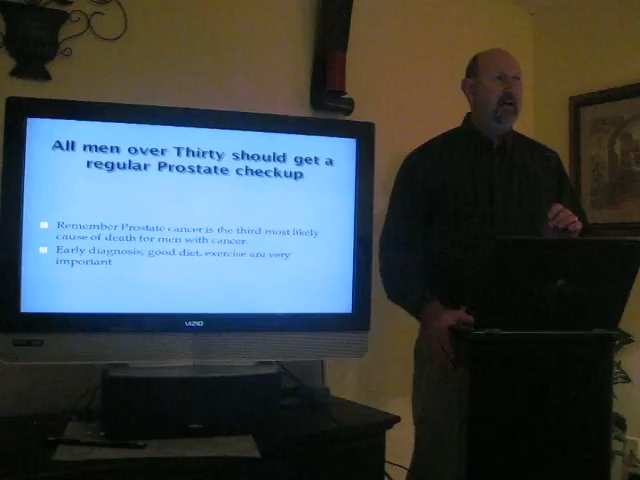 All men over Thirty should get a
regular Prostate checkup
Remember Prostate cancer is the third most likely
cause of death for men with cancer.
Early diagnosis, good diet, exercise are very
important
VIZIO